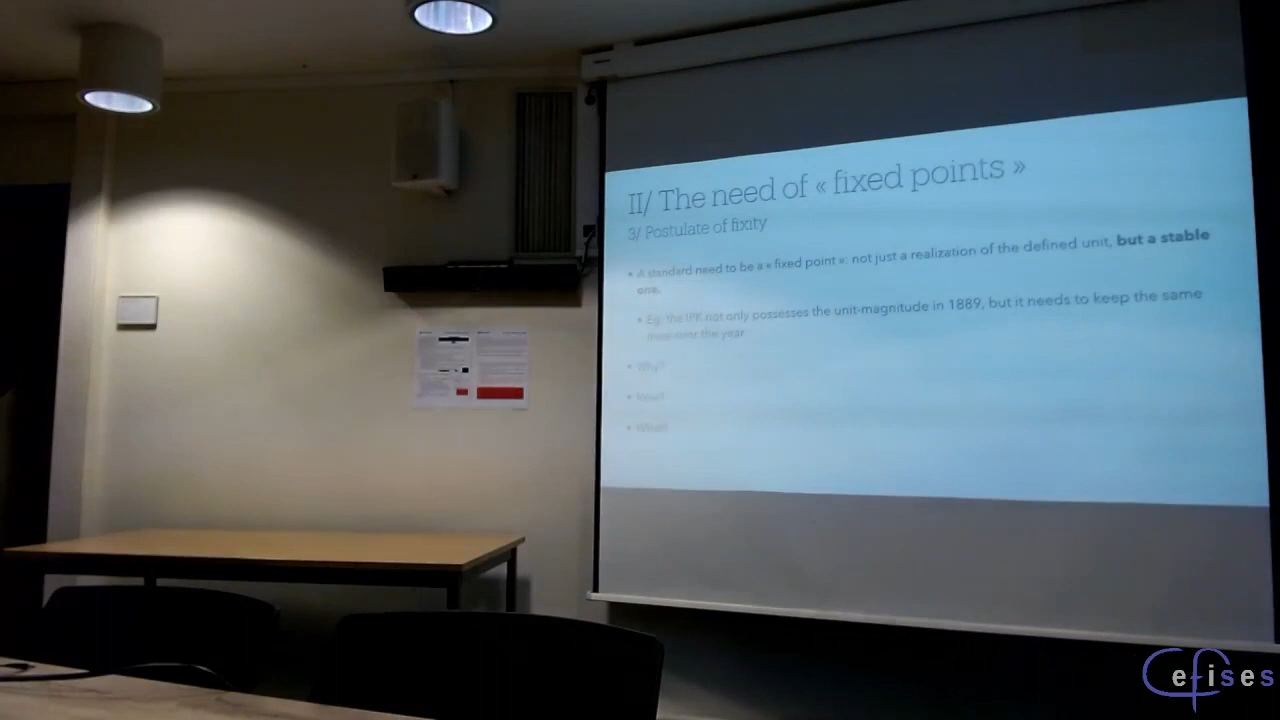 II/ The need of « fixed points »
3/ Postulate of fixity
• A standard need to be a « fixed point »: not just a realization of the defined unit, but a stable
one.
• Eg: the IPK not only possesses the unit-magnitude in 1889, but it needs to keep the same
mass over the year
• Why?
• How?
• What?
efises